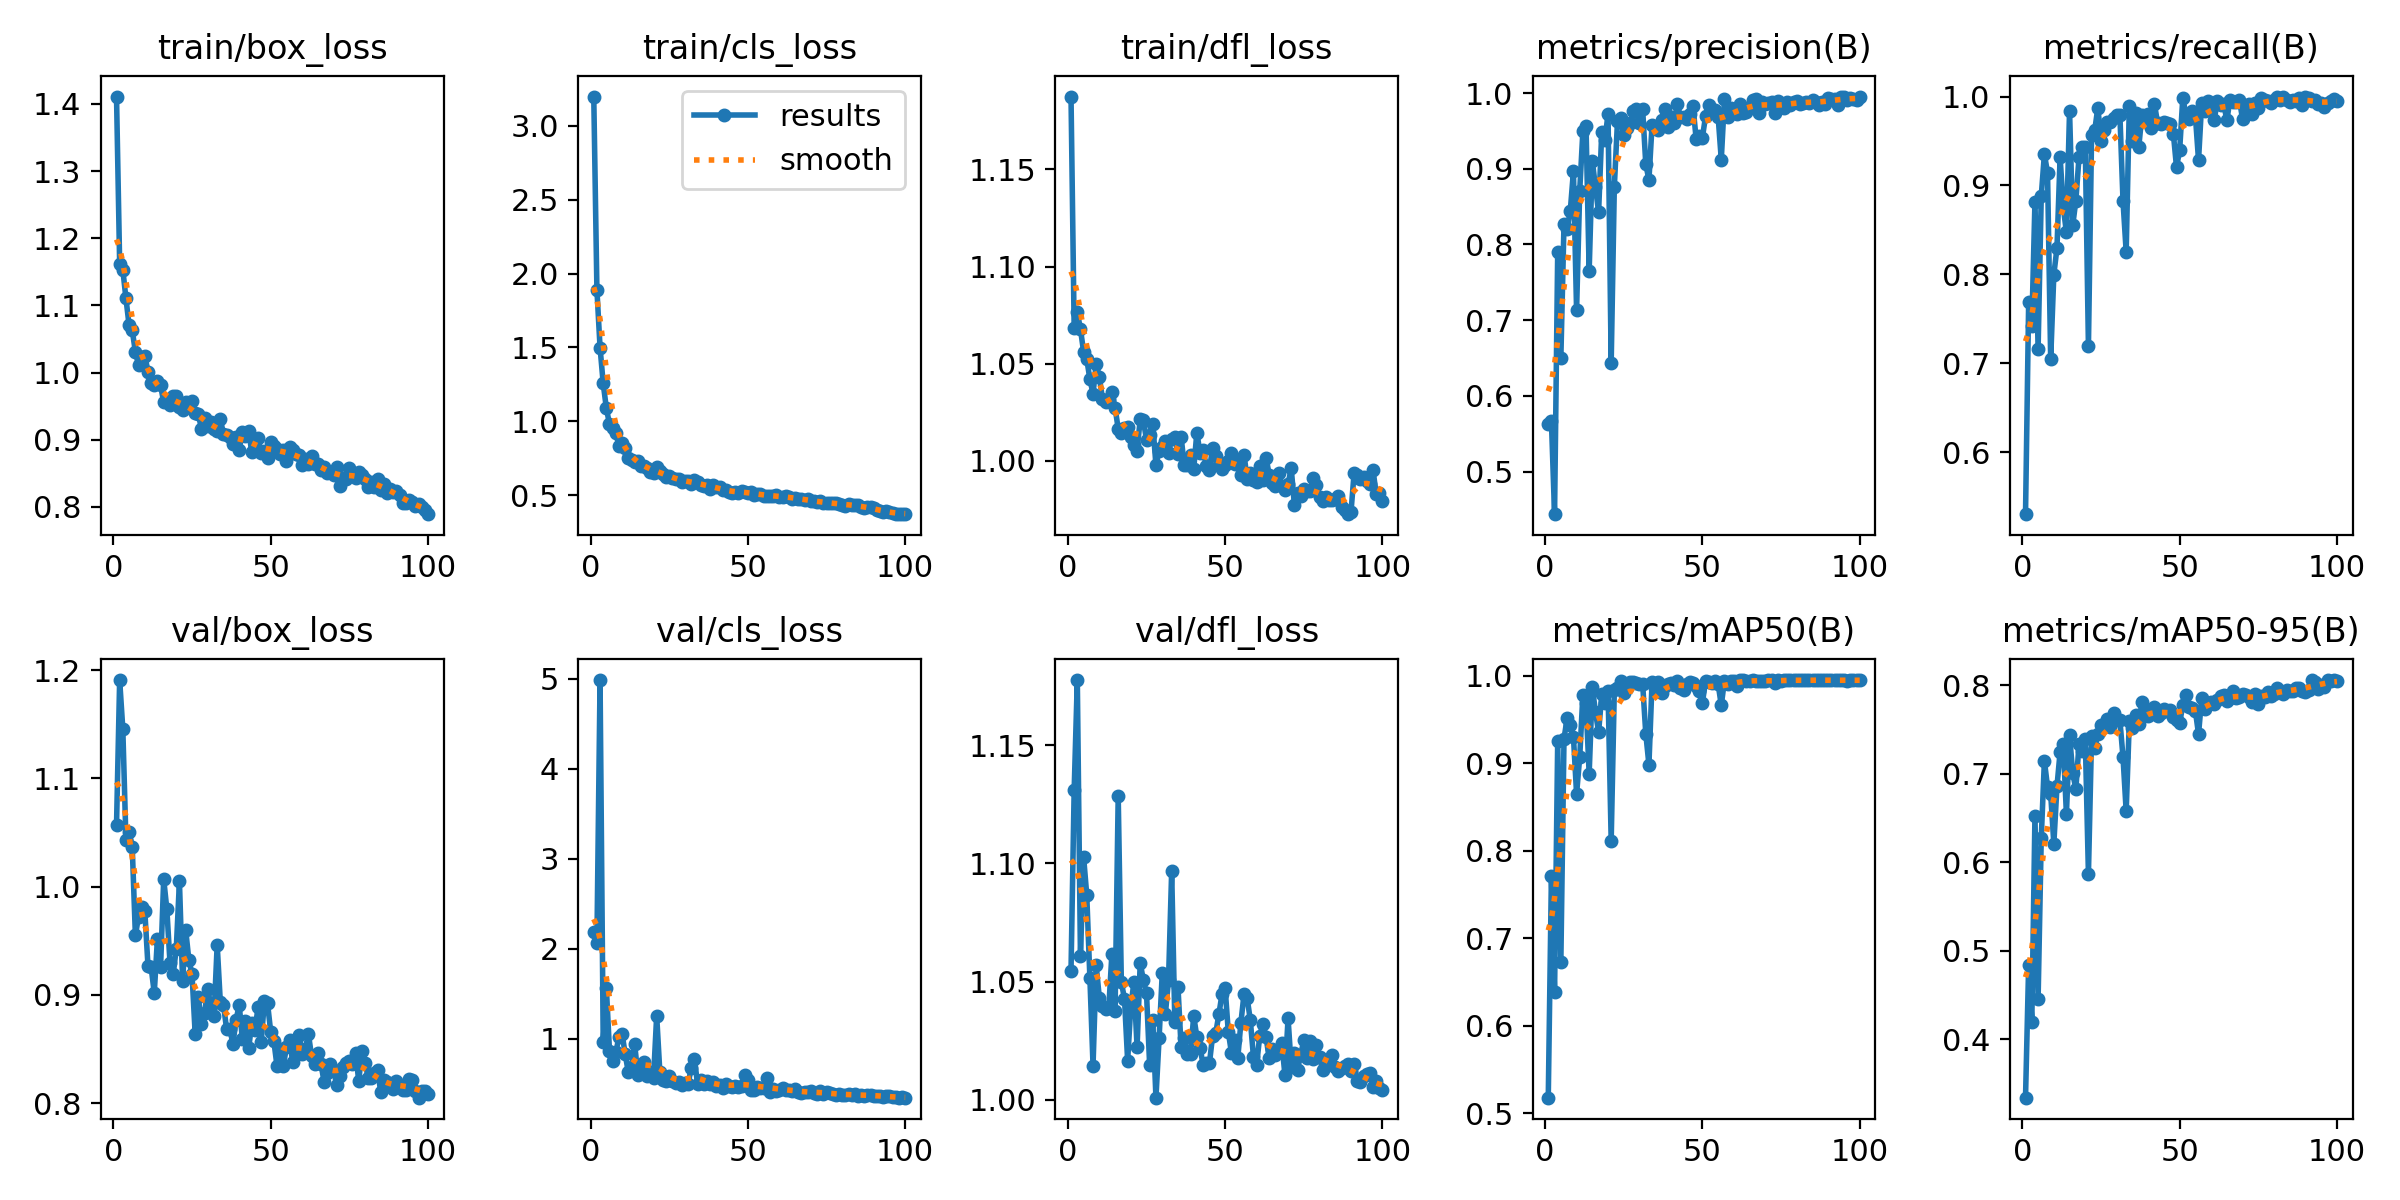 train/box_loss
1.4
1.3
1.2
1.1
1.0
0.9
0.8
0 50 100
train/cls_loss
results
smooth
3.0
2.5
2.0
1.5
1.0
0.5
0 50 100
train/dfl_loss
1.15
1.10
1.05
1.00
0 50 100
metrics/precision(B)
1.0
0.9
0.8
0.7
0.6
0.5
0 50 100
metrics/recall(B)
1.0
0.9
0.8
0.7
0.6
0 50 100
val/box_loss
1.2
1.1
1.0
0.9
0.8
0 50 100
val/cls_loss
5
4
3
2
1
0 50 100
val/dfl_loss
1.15
1.10
1.05
1.00
0 50 100
metrics/mAP50(B)
1.0
0.9
0.8
0.7
0.6
0.5
0 50 100
metrics/mAP50-95(B)
0.8
0.7
0.6
0.5
0.4
0 50 100